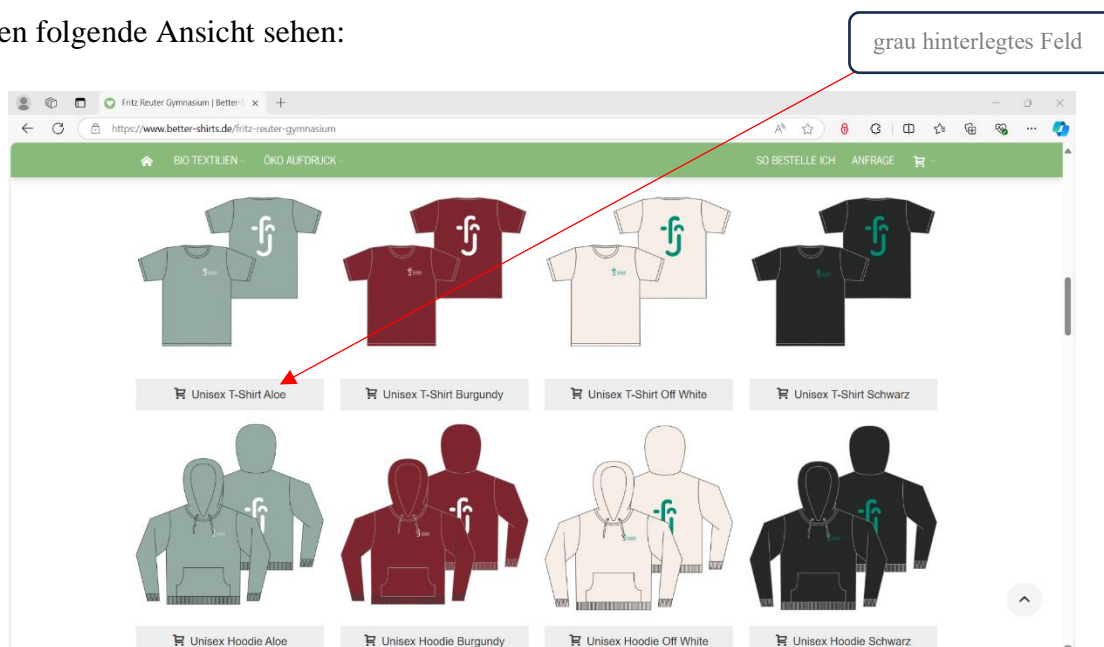 en folgende Ansicht sehen:
grau hinterlegtes Feld
Fritz Reuter Gymnasium | Better-S
https://www.better-shirts.de/fritz-reuter-gymnasium
BIO TEXTILIEN ÖKO AUFDRUCK SO BESTELLE ICH ANFRAGE
Unisex T-Shirt Aloe Unisex T-Shirt Burgundy Unisex T-Shirt Off White Unisex T-Shirt Schwarz
Unisex Hoodie Aloe Unisex Hoodie Burgundy Unisex Hoodie Off White Unisex Hoodie Schwarz